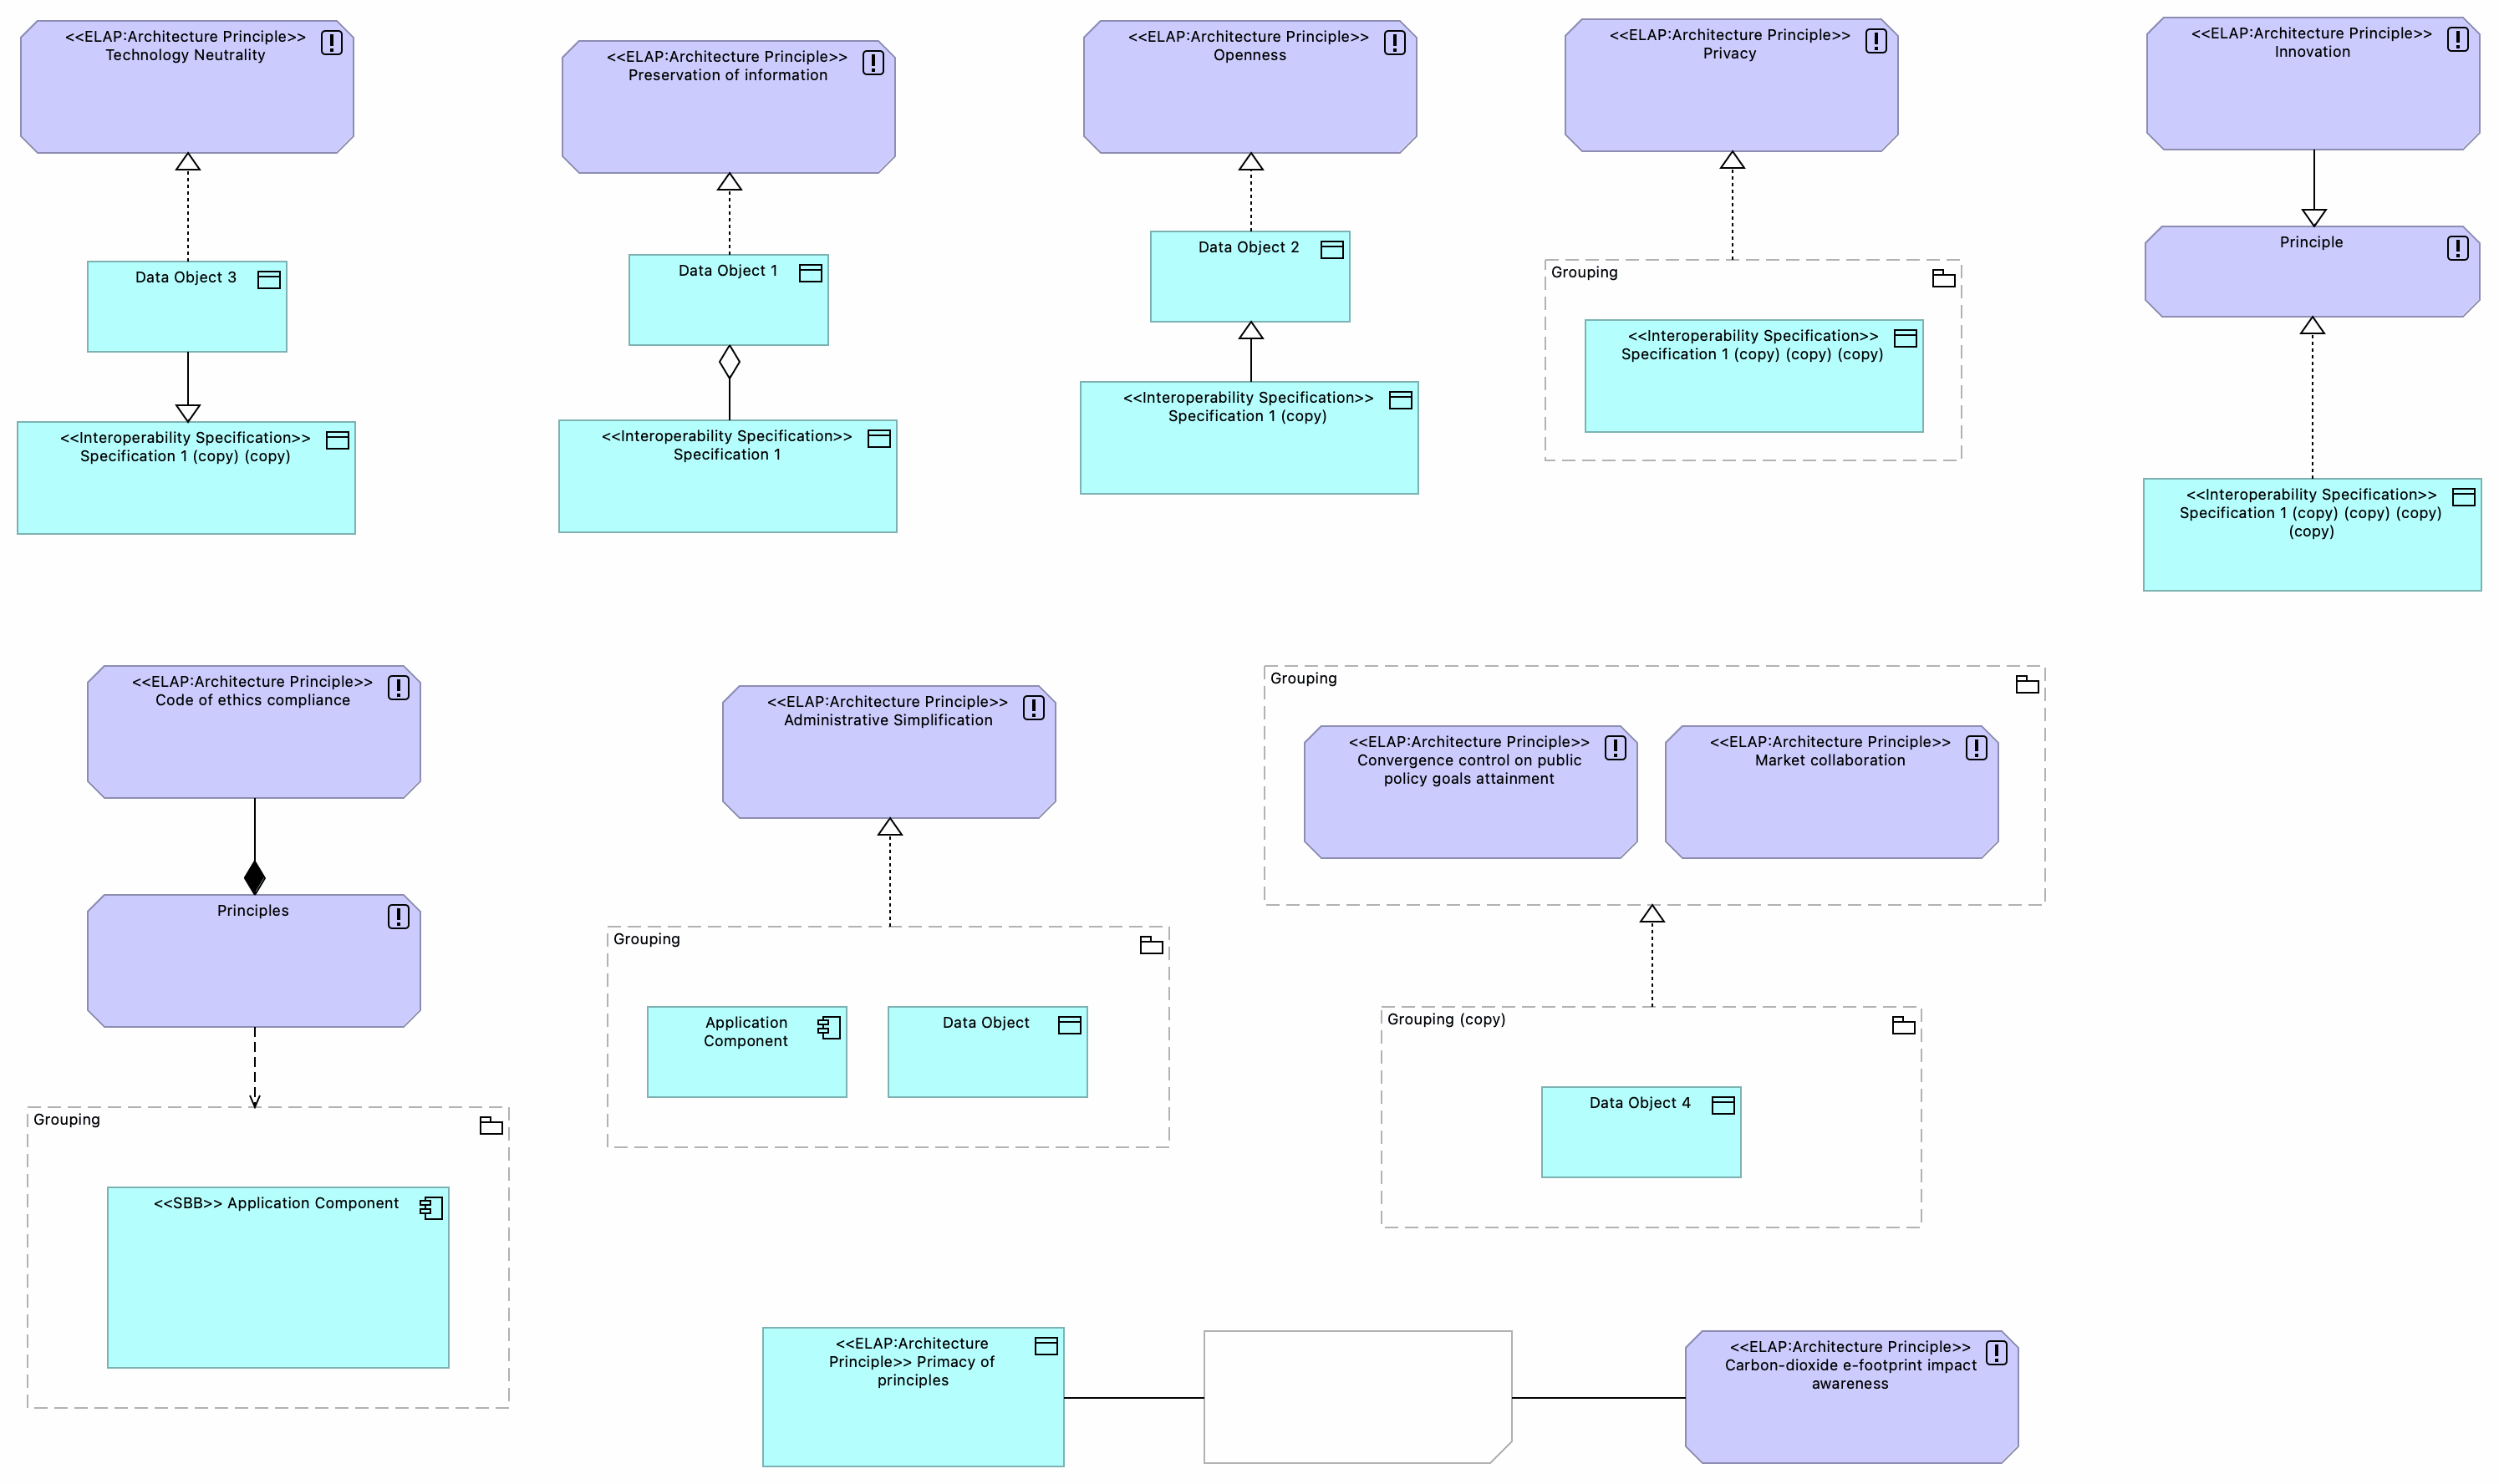 <<ELAP:Architecture Principle>>
Technology Neutrality
<<ELAP:Architecture Principle>>
Preservation of information
<<ELAP:Architecture Principle>>
Openness
<<ELAP:Architecture Principle>>
Privacy
<<ELAP:Architecture Principle>>
Innovation
Data Object 3
Data Object 1
Data Object 2
Grouping
<<Interoperability Specification>>
Specification 1 (copy) (copy) (copy)
Principle
<<Interoperability Specification>>
Specification 1 (copy) (copy)
<<Interoperability Specification>>
Specification 1
<<Interoperability Specification>>
Specification 1 (copy)
<<Interoperability Specification>>
Specification 1 (copy) (copy) (copy)
(copy)
<<ELAP:Architecture Principle>>
Code of ethics compliance
<<ELAP:Architecture Principle>>
Administrative Simplification
Grouping
<<ELAP:Architecture Principle>>
Convergence control on public
policy goals attainment
<<ELAP:Architecture Principle>>
Market collaboration
Principles
Grouping
Application
Component
Data Object
Grouping (copy)
Data Object 4
Grouping
<<SBB>> Application Component
<<ELAP:Architecture
Principle>> Primacy of
principles
<<ELAP:Architecture Principle>>
Carbon-dioxide e-footprint impact
awareness